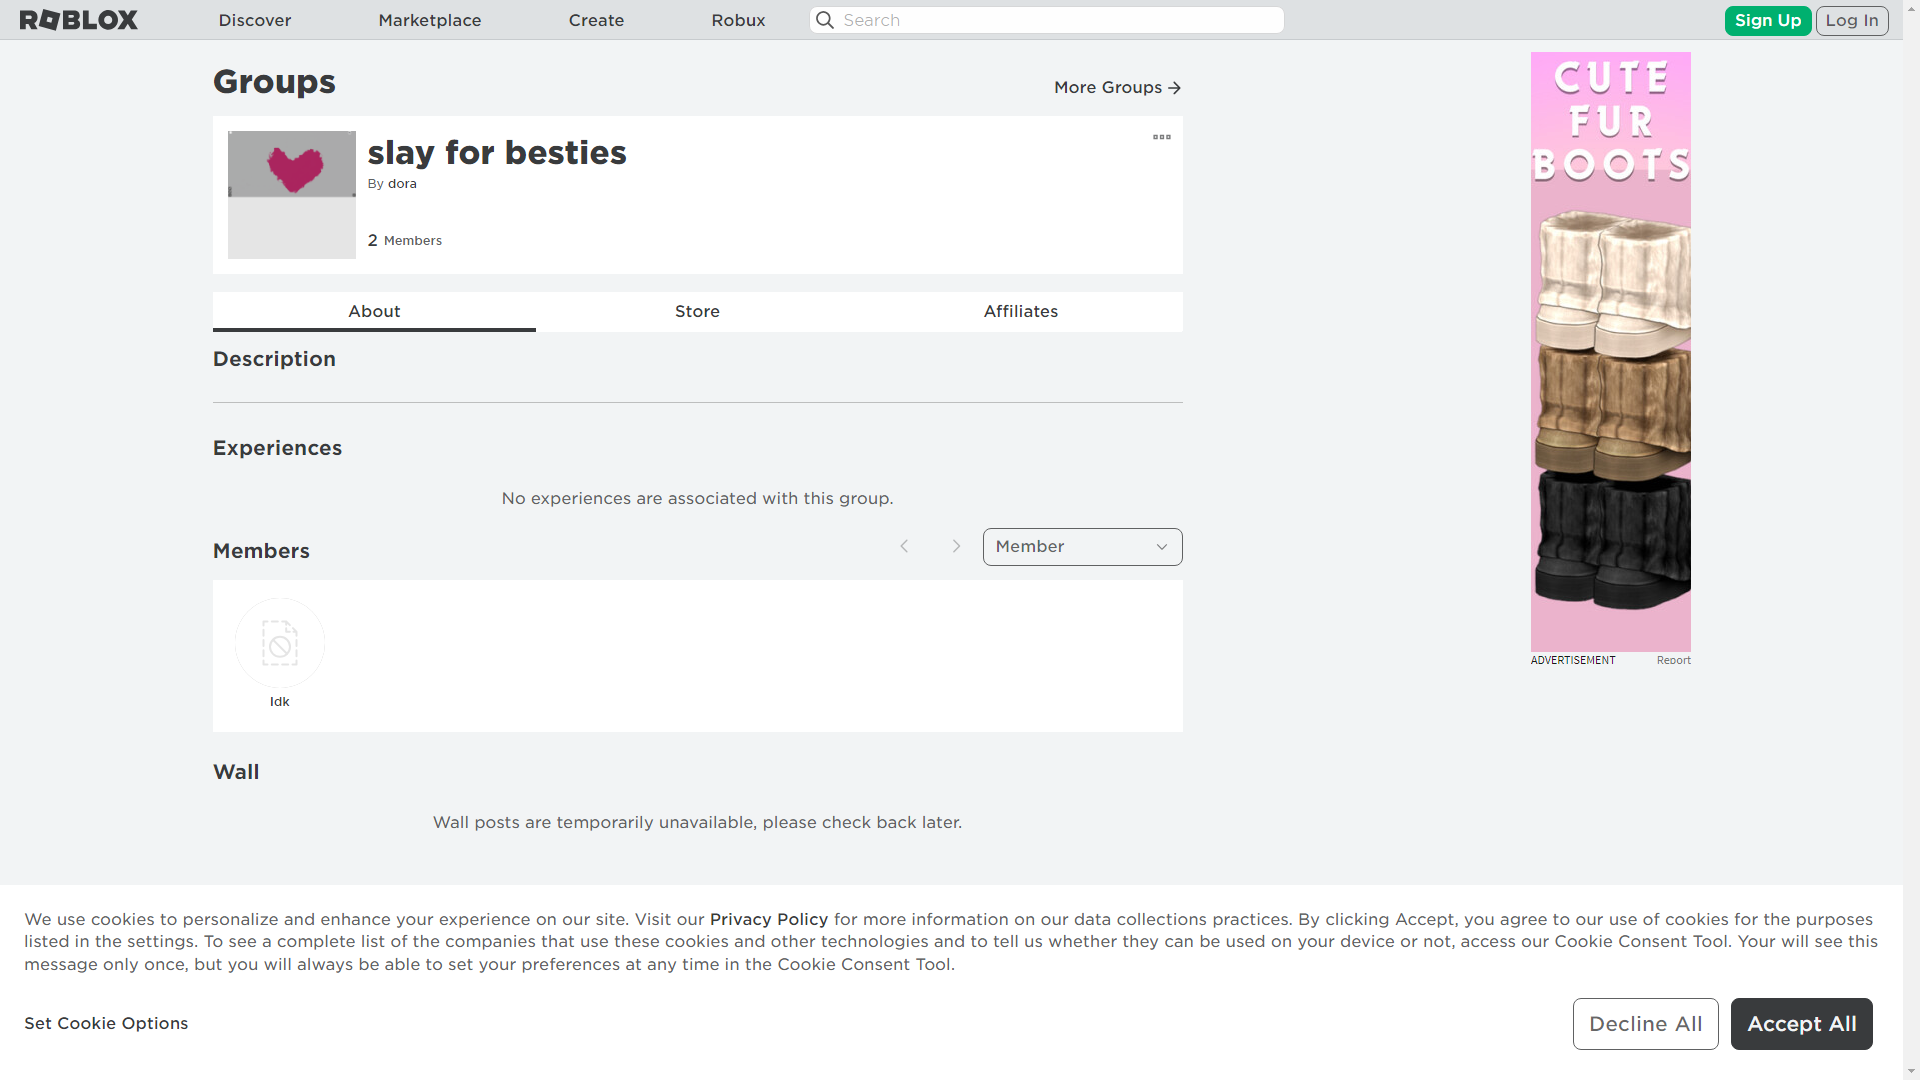 ROBLOX Discover Marketplace Create Robux Search Sign Up Log In
Groups
More Groups
slay for besties
By dora
2 Members
About Store Affiliates
Description
Experiences
No experiences are associated with this group.
Members
Member
Idk
Wall
Wall posts are temporarily unavailable, please check back later.
CUTE
FUR
BOOTS
ADVERTISEMENT Report
We use cookies to personalize and enhance your experience on our site. Visit our Privacy Policy for more information on our data collections practices. By clicking Accept, you agree to our use of cookies for the purposes
listed in the settings. To see a complete list of the companies that use these cookies and other technologies and to tell us whether they can be used on your device or not, access our Cookie Consent Tool. Your will see this
message only once, but you will always be able to set your preferences at any time in the Cookie Consent Tool.
Set Cookie Options
Decline All
Accept All